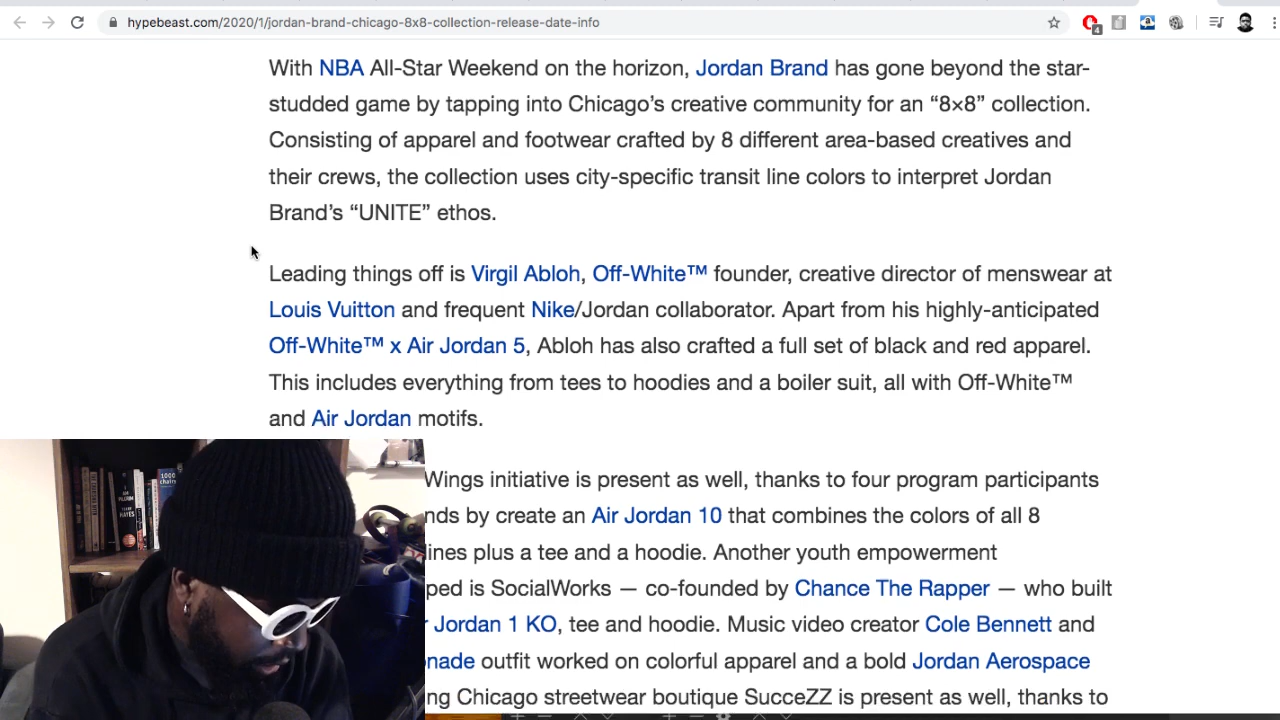 hypebeast.com/2020/1/jordan-brand-chicago-8x8-collection-release-date-info
4
With NBA All-Star Weekend on the horizon, Jordan Brand has gone beyond the star-
studded game by tapping into Chicago’s creative community for an “8×8” collection.
Consisting of apparel and footwear crafted by 8 different area-based creatives and
their crews, the collection uses city-specific transit line colors to interpret Jordan
Brand’s “UNITE” ethos.
Leading things off is Virgil Abloh, Off-White™ founder, creative director of menswear at
Louis Vuitton and frequent Nike/Jordan collaborator. Apart from his highly-anticipated
Off-White™ x Air Jordan 5, Abloh has also crafted a full set of black and red apparel.
This includes everything from tees to hoodies and a boiler suit, all with Off-White™
and Air Jordan motifs.
Wings initiative is present as well, thanks to four program participants
nds by create an Air Jordan 10 that combines the colors of all 8
lines plus a tee and a hoodie. Another youth empowerment
ped is SocialWorks — co-founded by Chance The Rapper — who built
r Jordan 1 KO, tee and hoodie. Music video creator Cole Bennett and
nade outfit worked on colorful apparel and a bold Jordan Aerospace
ng Chicago streetwear boutique SucceZZ is present as well, thanks to
I AM
PILGRIM
TERRY
HAYES
1000
chairs